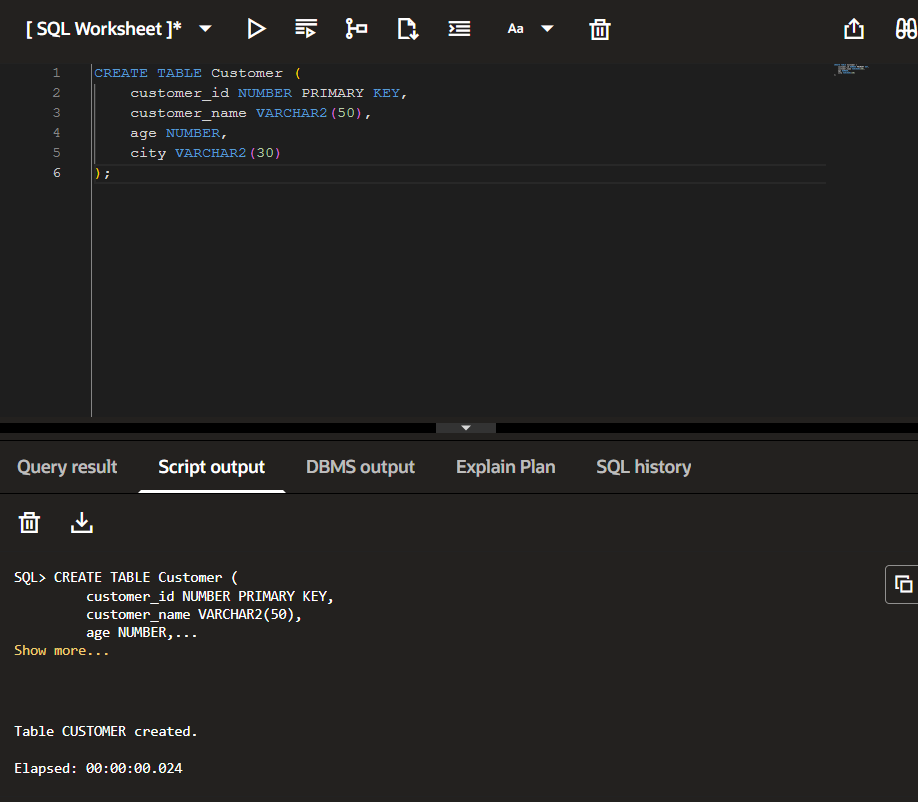 [ SQL Worksheet ]*
Aa
1 CREATE TABLE Customer (
2     customer_id NUMBER PRIMARY KEY,
3     customer_name VARCHAR2(50),
4     age NUMBER,
5     city VARCHAR2(30)
6 );
Query result Script output DBMS output Explain Plan SQL history
SQL> CREATE TABLE Customer (
         customer_id NUMBER PRIMARY KEY,
         customer_name VARCHAR2(50),
         age NUMBER,...
Show more...
Table CUSTOMER created.
Elapsed: 00:00:00.024